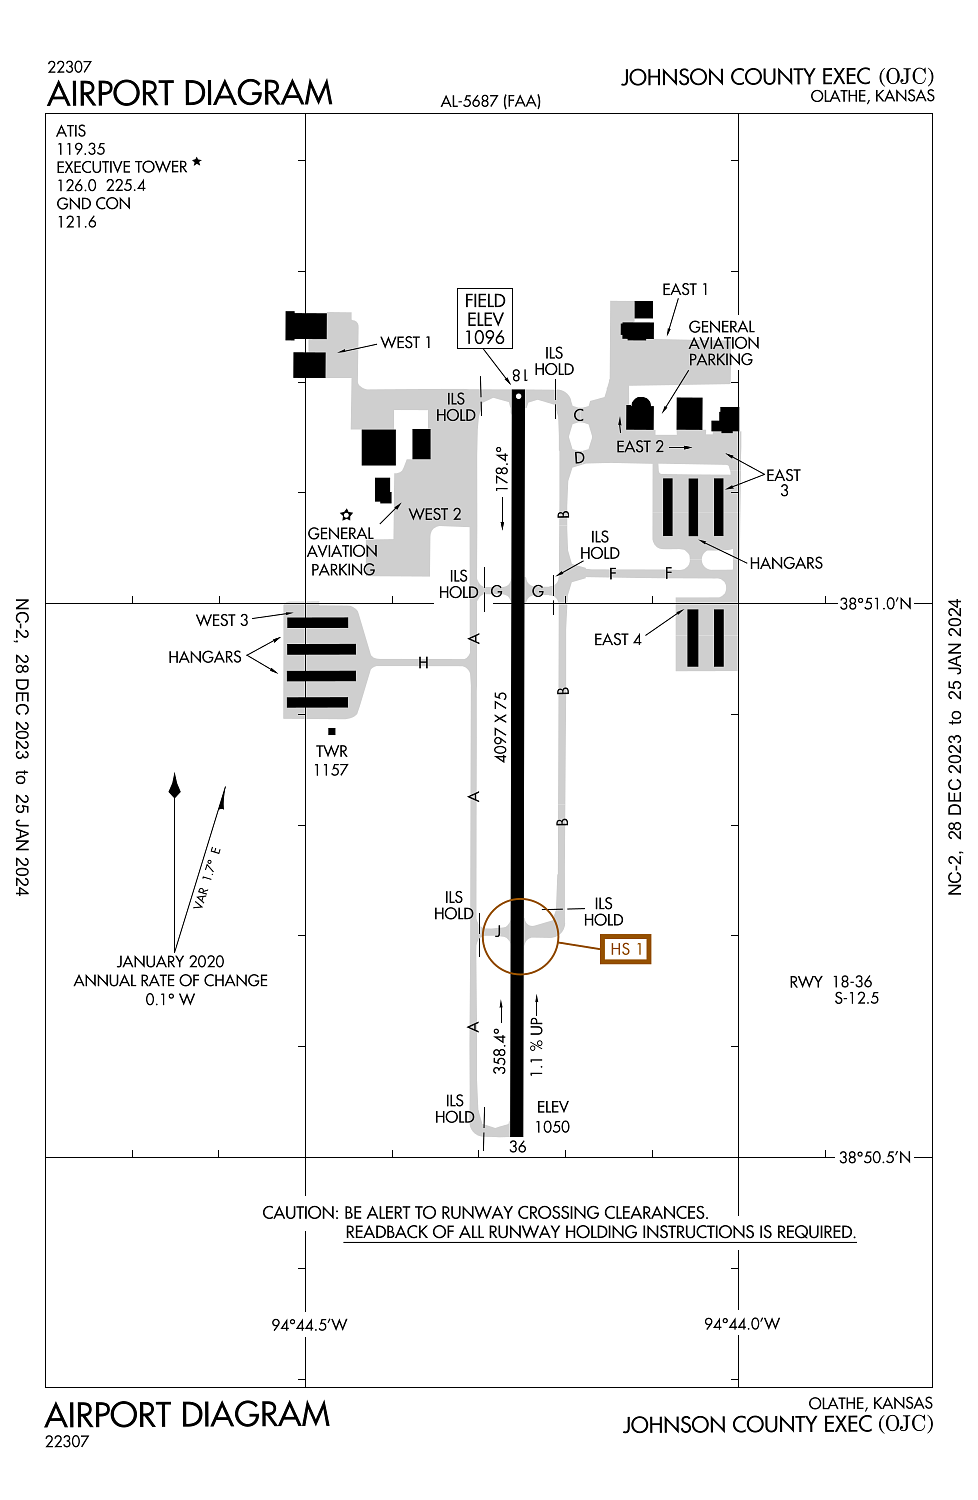 22307
AIRPORT DIAGRAM
AL-5687 (FAA)
JOHNSON COUNTY EXEC (OJC)
OLATHE, KANSAS
ATIS
119.35
EXECUTIVE TOWER ★
126.0 225.4
GND CON
121.6
FIELD
ELEV
1096
EAST 1
GENERAL
AVIATION
PARKING
WEST 1
ILS
HOLD
18
ILS
HOLD
C
EAST 2
D
178.4°
EAST
3
B
WEST 2
GENERAL
AVIATION
PARKING
ILS
HOLD
HANGARS
F
F
ILS
HOLD
G
G
38°51.0'N
WEST 3
A
EAST 4
HANGARS
H
B
4097 X 75
TWR
1157
A
B
VAR 1.7° E
ILS
HOLD
ILS
HOLD
J
HS 1
JANUARY 2020
ANNUAL RATE OF CHANGE
0.1° W
RWY 18-36
S-12.5
A
358.4°
1.1 % UP
ILS
HOLD
ELEV
1050
36
38°50.5'N
CAUTION: BE ALERT TO RUNWAY CROSSING CLEARANCES.
READBACK OF ALL RUNWAY HOLDING INSTRUCTIONS IS REQUIRED.
94°44.5'W
94°44.0'W
NC-2, 28 DEC 2023 to 25 JAN 2024
NC-2, 28 DEC 2023 to 25 JAN 2024
AIRPORT DIAGRAM
22307
OLATHE, KANSAS
JOHNSON COUNTY EXEC (OJC)